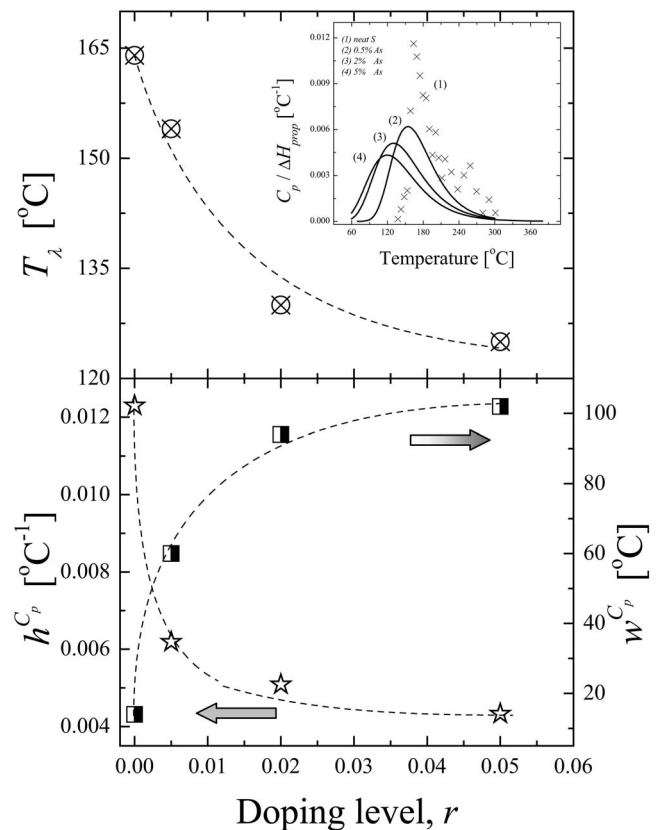 165
150
135
120
T_λ [°C]
(1) neat S
(2) 0.5% As
(3) 2% As
(4) 5% As
0.012
0.009
0.006
0.003
0.000
C_p / ΔH_prop [°C⁻¹]
(1)
(2)
(3)
(4)
60 120 180 240 300 360
Temperature [°C]
0.012
0.010
0.008
0.006
0.004
h^{C_p} [°C⁻¹]
100
80
60
40
20
w^{C_p} [°C]
0.00 0.01 0.02 0.03 0.04 0.05 0.06
Doping level, r